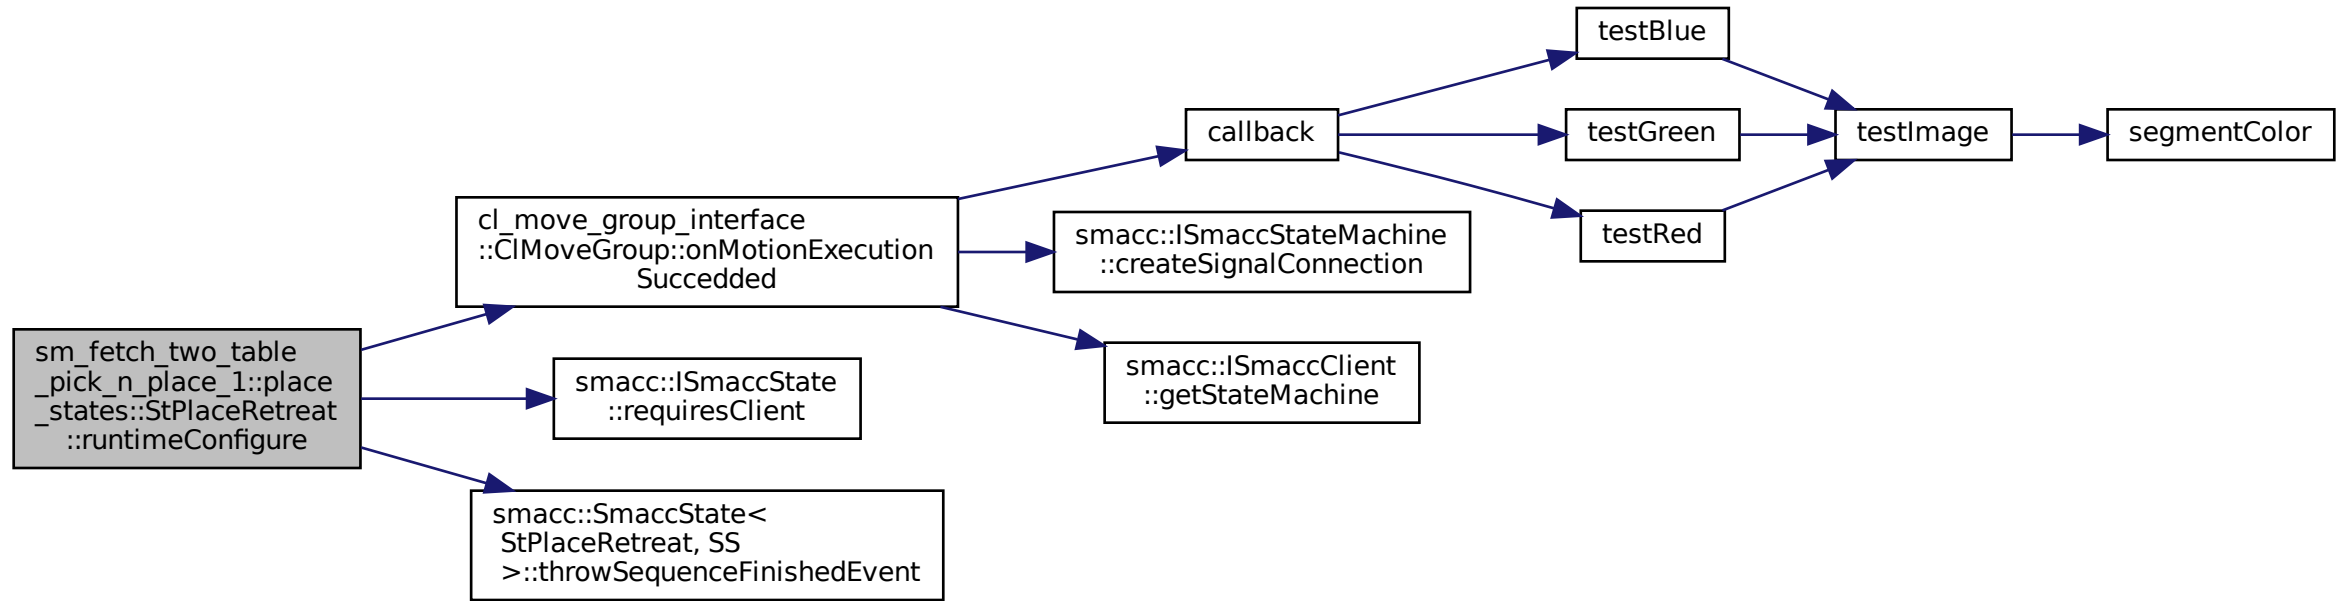 sm_fetch_two_table
_pick_n_place_1::place
_states::StPlaceRetreat
::runtimeConfigure
cl_move_group_interface
::ClMoveGroup::onMotionExecution
Succedded
callback
testBlue
testImage
segmentColor
testGreen
testRed
smacc::ISmaccStateMachine
::createSignalConnection
smacc::ISmaccClient
::getStateMachine
smacc::ISmaccState
::requiresClient
smacc::SmaccState<
StPlaceRetreat, SS
>::throwSequenceFinishedEvent